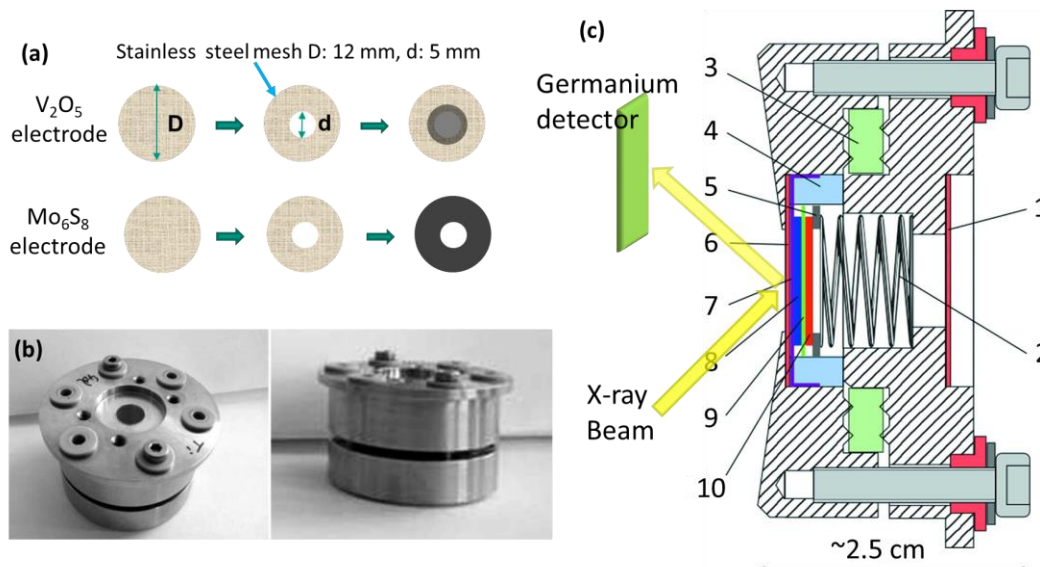 (a)
Stainless steel mesh D: 12 mm, d: 5 mm
V₂O₅
electrode
D
d
Mo₆S₈
electrode
(b)
Ti
(c)
Germanium
detector
X-ray
Beam
3
4
5
6
7
8
9
10
1
2
~2.5 cm